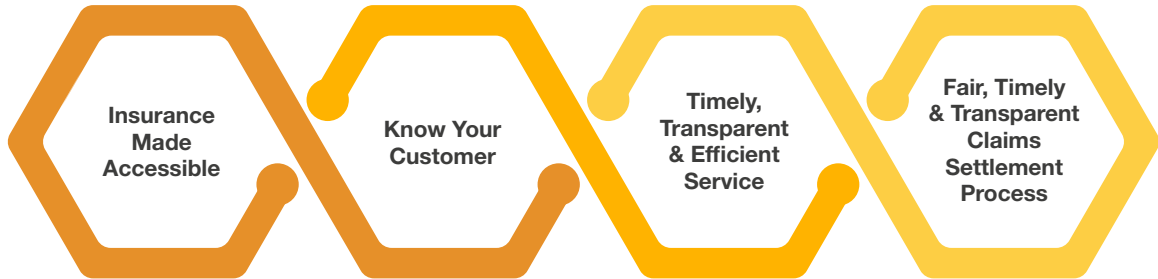 Insurance
Made
Accessible
Know Your
Customer
Timely,
Transparent
& Efficient
Service
Fair, Timely
& Transparent
Claims
Settlement
Process